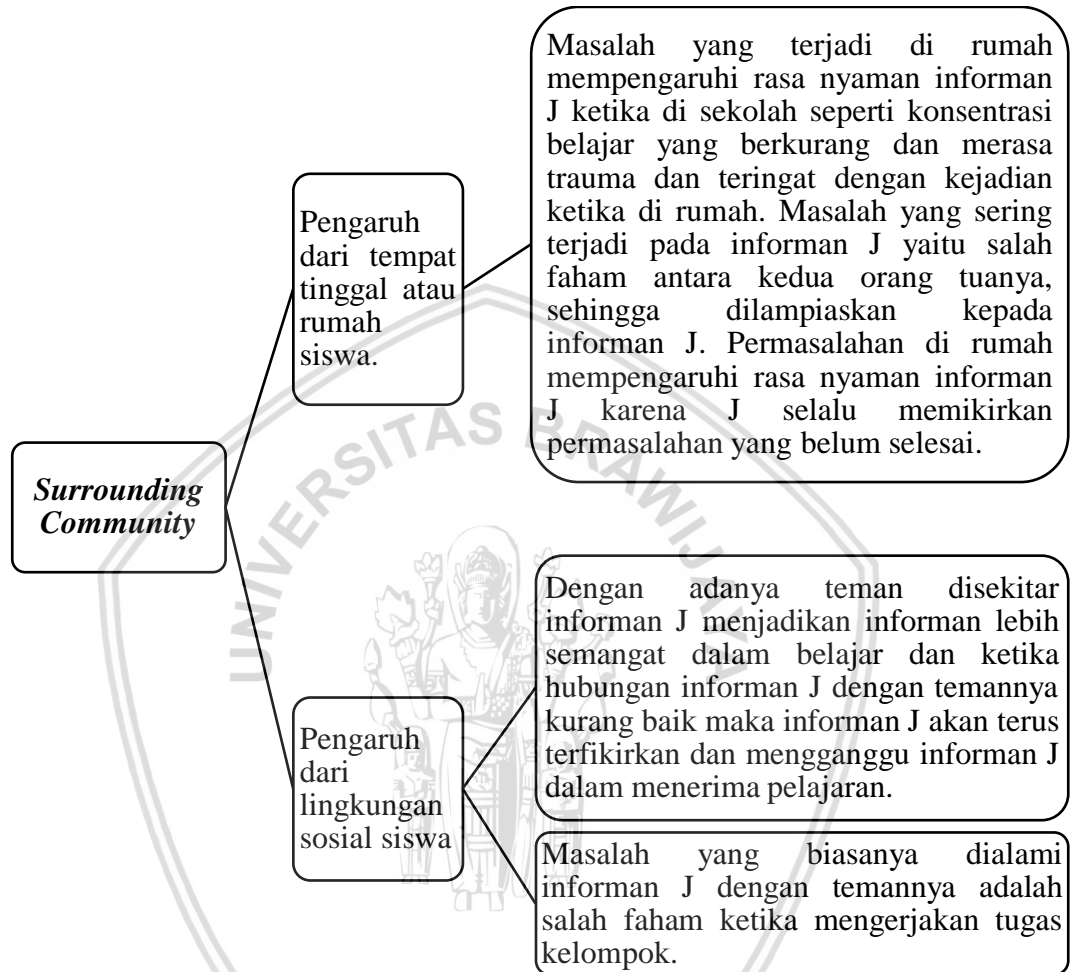 Surrounding
Community
Pengaruh
dari tempat
tinggal atau
rumah
siswa.
Masalah yang terjadi di rumah
mempengaruhi rasa nyaman informan
J ketika di sekolah seperti konsentrasi
belajar yang berkurang dan merasa
trauma dan teringat dengan kejadian
ketika di rumah. Masalah yang sering
terjadi pada informan J yaitu salah
faham antara kedua orang tuanya,
sehingga dilampiaskan kepada
informan J. Permasalahan di rumah
mempengaruhi rasa nyaman informan
J karena J selalu memikirkan
permasalahan yang belum selesai.
Pengaruh
dari
lingkungan
sosial siswa
Dengan adanya teman disekitar
informan J menjadikan informan lebih
semangat dalam belajar dan ketika
hubungan informan J dengan temannya
kurang baik maka informan J akan terus
terfikirkan dan mengganggu informan J
dalam menerima pelajaran.
Masalah yang biasanya dialami
informan J dengan temannya adalah
salah faham ketika mengerjakan tugas
kelompok.
UNIVERSITAS BRAWIJAYA